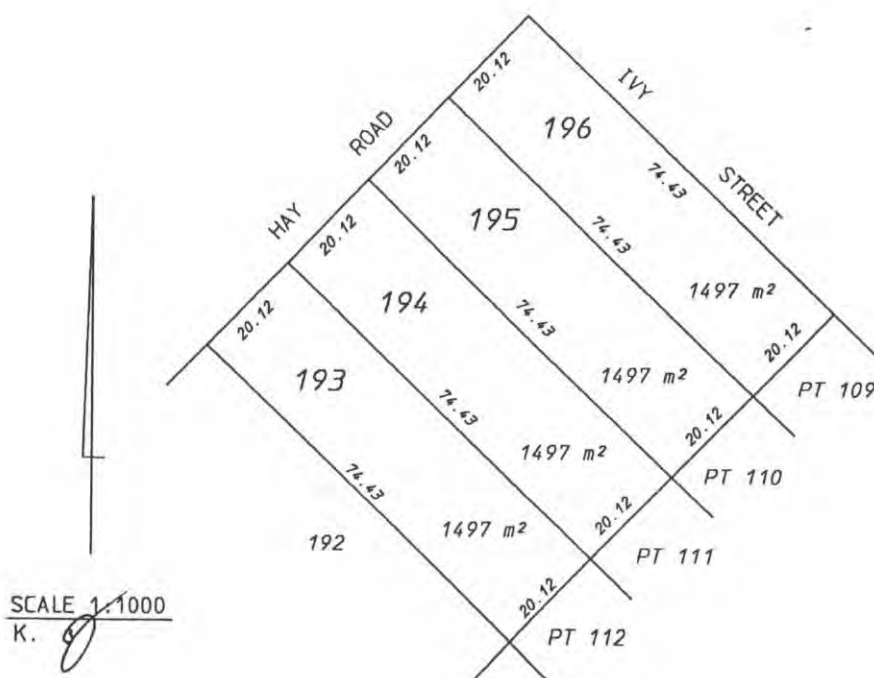 IVY
STREET
HAY
ROAD
20.12
196
74.43
1497 m²
20.12
20.12
195
74.43
1497 m²
20.12
20.12
194
74.43
1497 m²
20.12
20.12
193
74.43
1497 m²
20.12
74.43
192
PT 109
PT 110
PT 111
PT 112
SCALE 1:1000
K.